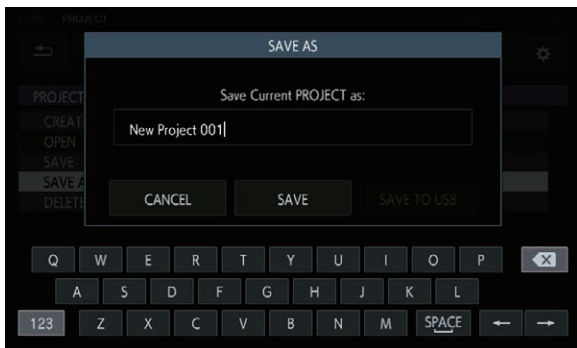 HOME > PROJECT
SAVE AS
PROJECT
Save Current PROJECT as:
CREAT
New Project 001
OPEN
SAVE
SAVE A
DELETE
CANCEL SAVE SAVE TO USB
Q W E R T Y U I O P
A S D F G H J K L
123 Z X C V B N M SPACE